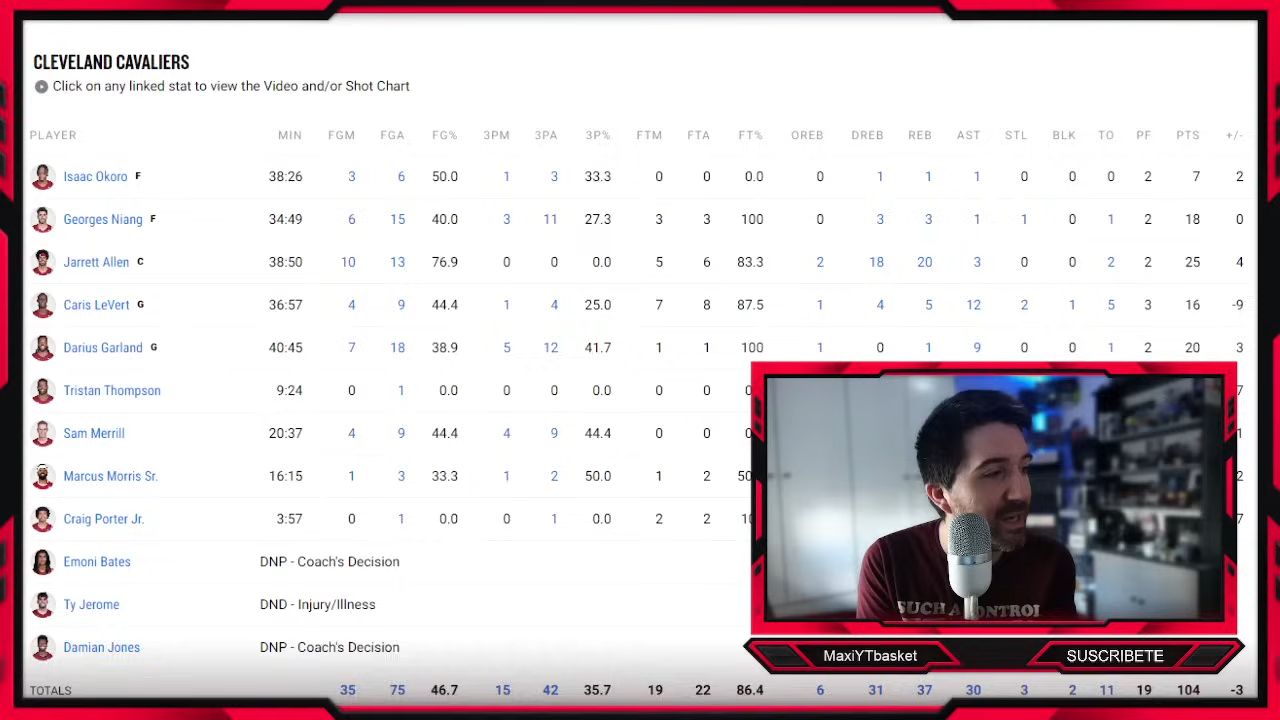 CLEVELAND CAVALIERS
Click on any linked stat to view the Video and/or Shot Chart
PLAYER MIN FGM FGA FG% 3PM 3PA 3P% FTM FTA FT% OREB DREB REB AST STL BLK TO PF PTS +/-
Isaac Okoro F 38:26 3 6 50.0 1 3 33.3 0 0 0.0 0 1 1 1 0 0 0 2 7 2
Georges Niang F 34:49 6 15 40.0 3 11 27.3 3 3 100 0 3 3 1 1 0 1 2 18 0
Jarrett Allen C 38:50 10 13 76.9 0 0 0.0 5 6 83.3 2 18 20 3 0 0 2 2 25 4
Caris LeVert G 36:57 4 9 44.4 1 4 25.0 7 8 87.5 1 4 5 12 2 1 5 3 16 -9
Darius Garland G 40:45 7 18 38.9 5 12 41.7 1 1 100 1 0 1 9 0 0 1 2 20 3
Tristan Thompson 9:24 0 1 0.0 0 0 0.0 0 0
Sam Merrill 20:37 4 9 44.4 4 9 44.4 0 0
Marcus Morris Sr. 16:15 1 3 33.3 1 2 50.0 1 2
Craig Porter Jr. 3:57 0 1 0.0 0 1 0.0 2 2
Emoni Bates DNP - Coach's Decision
Ty Jerome DND - Injury/Illness
Damian Jones DNP - Coach's Decision
TOTALS 35 75 46.7 15 42 35.7 19 22 86.4 6 31 37 30 3 2 11 19 104 -3
SUCH A CONTROL
MaxiYTbasket SUSCRIBETE